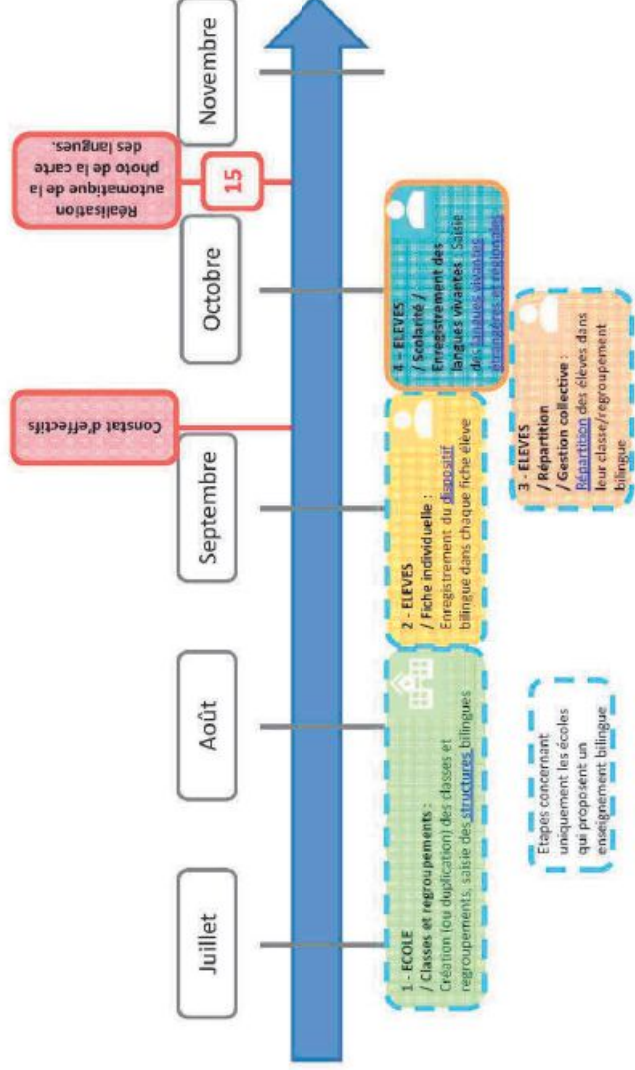 Constat d'effectifs
Réalisation
automatique de la
photo de la carte
des langues.
15
Juillet
Août
Septembre
Octobre
Novembre
1 - ECOLE
/ Classes et regroupements :
Création (ou duplication) des classes et
regroupements, saisie des structures bilingues
2 - ELEVES
/ Fiche individuelle :
Enregistrement du dispositif
bilingue dans chaque fiche élève
4 – ELEVES
/ Scolarité /
Enregistrement des
langues vivantes : Saisie
des langues vivantes
étrangères et régionales
3 - ELEVES
/ Répartition
/ Gestion collective :
Répartition des élèves dans
leur classe/regroupement
bilingue
Etapes concernant
uniquement les écoles
qui proposent un
enseignement bilingue